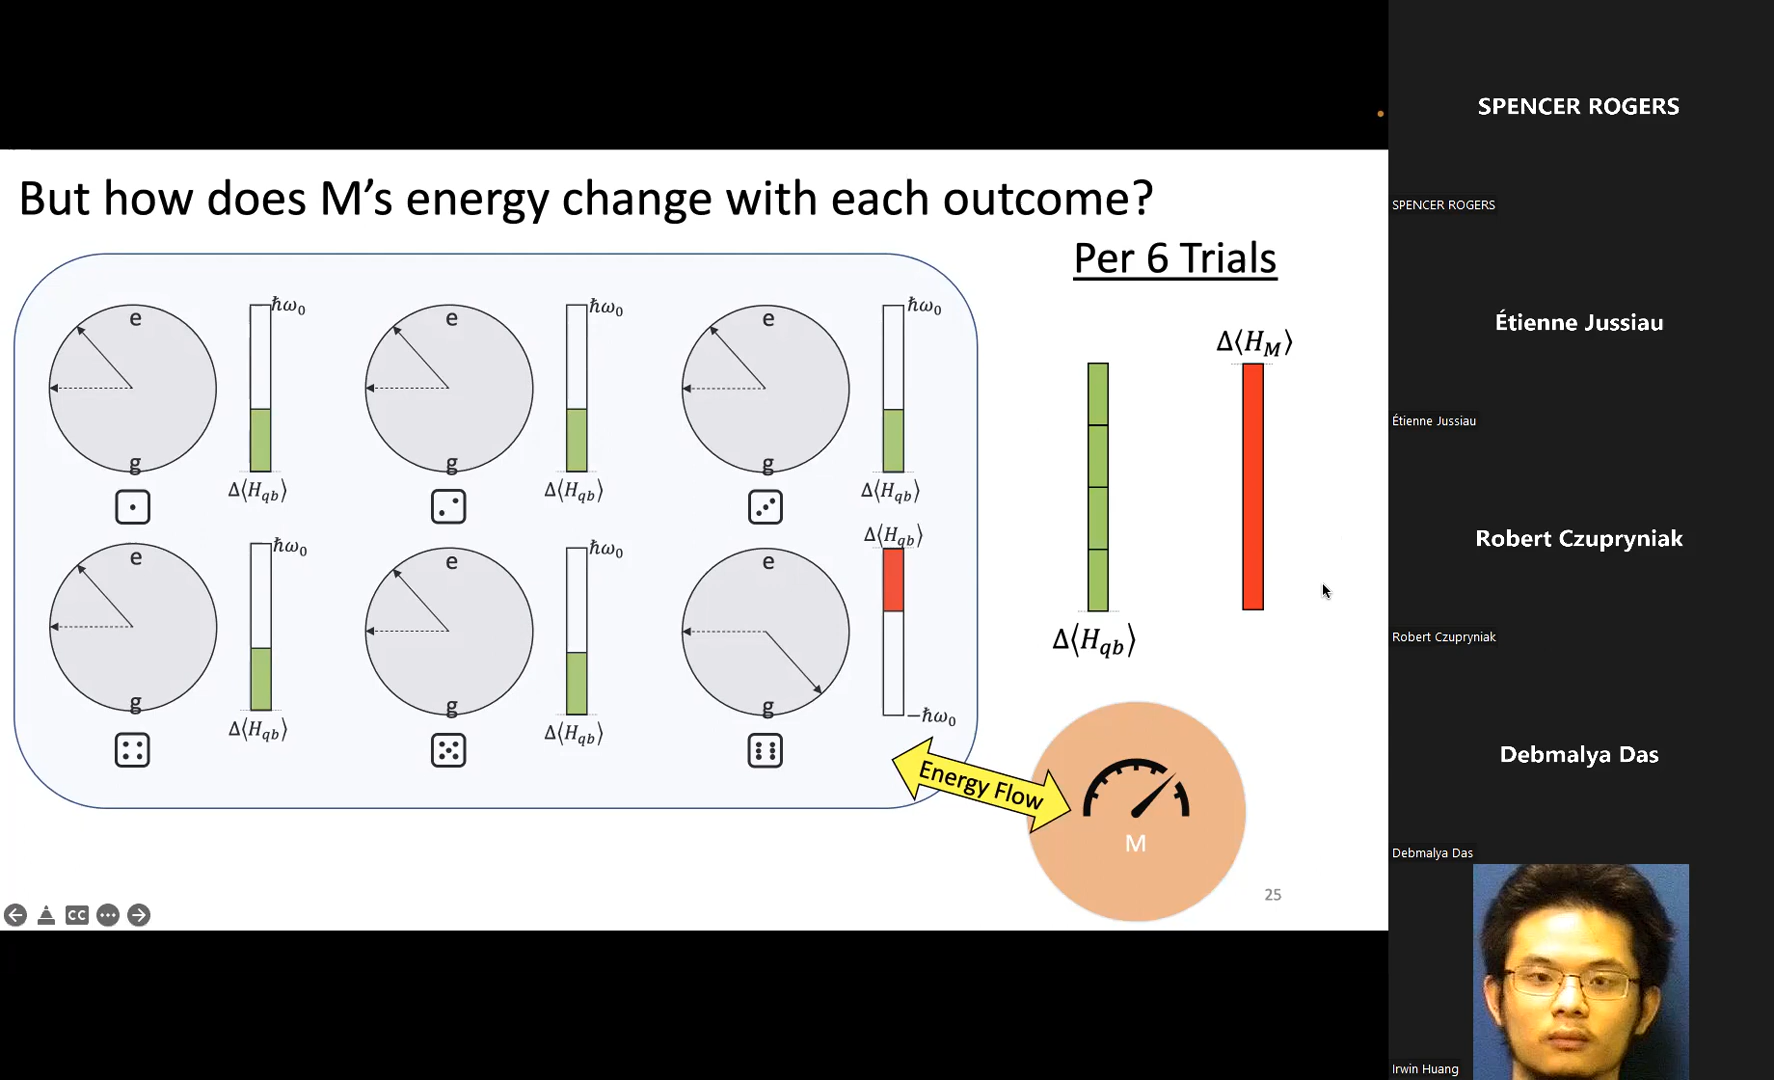 But how does M's energy change with each outcome?
Per 6 Trials
e ħω₀ e ħω₀ e ħω₀
g g g
Δ⟨H_qb⟩ Δ⟨H_qb⟩ Δ⟨H_qb⟩
Δ⟨H_qb⟩
e ħω₀ e ħω₀ e
g g g −ħω₀
Δ⟨H_qb⟩ Δ⟨H_qb⟩
Δ⟨H_M⟩
Δ⟨H_qb⟩
Energy Flow
M
25
CC
SPENCER ROGERS
SPENCER ROGERS
Étienne Jussiau
Étienne Jussiau
Robert Czupryniak
Robert Czupryniak
Debmalya Das
Debmalya Das
Irwin Huang